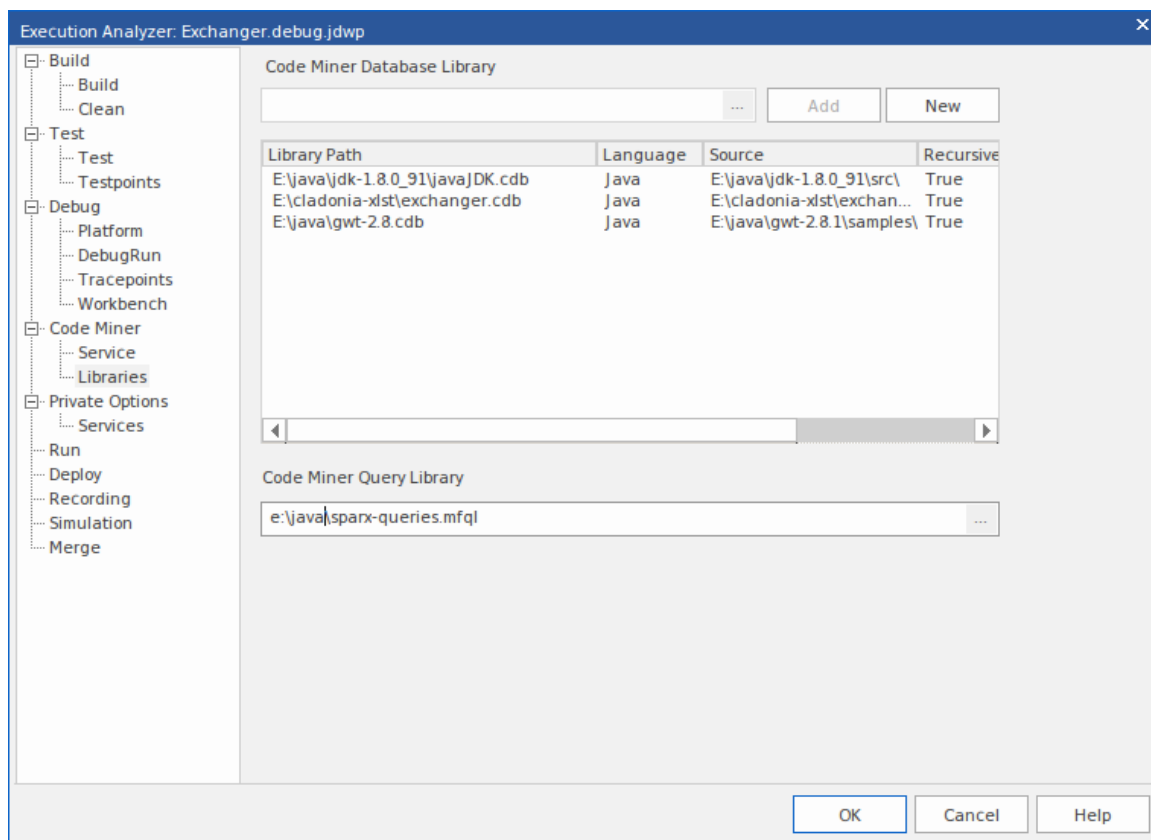 Execution Analyzer: Exchanger.debug.jdwp
Build
Build
Clean
Test
Test
Testpoints
Debug
Platform
DebugRun
Tracepoints
Workbench
Code Miner
Service
Libraries
Private Options
Services
Run
Deploy
Recording
Simulation
Merge
Code Miner Database Library
... Add New
Library Path Language Source Recursive
E:\java\jdk-1.8.0_91\javaJDK.cdb Java E:\java\jdk-1.8.0_91\src\ True
E:\cladonia-xlst\exchanger.cdb Java E:\cladonia-xlst\exchan... True
E:\java\gwt-2.8.cdb Java E:\java\gwt-2.8.1\samples\ True
Code Miner Query Library
e:\java\sparx-queries.mfql ...
OK Cancel Help